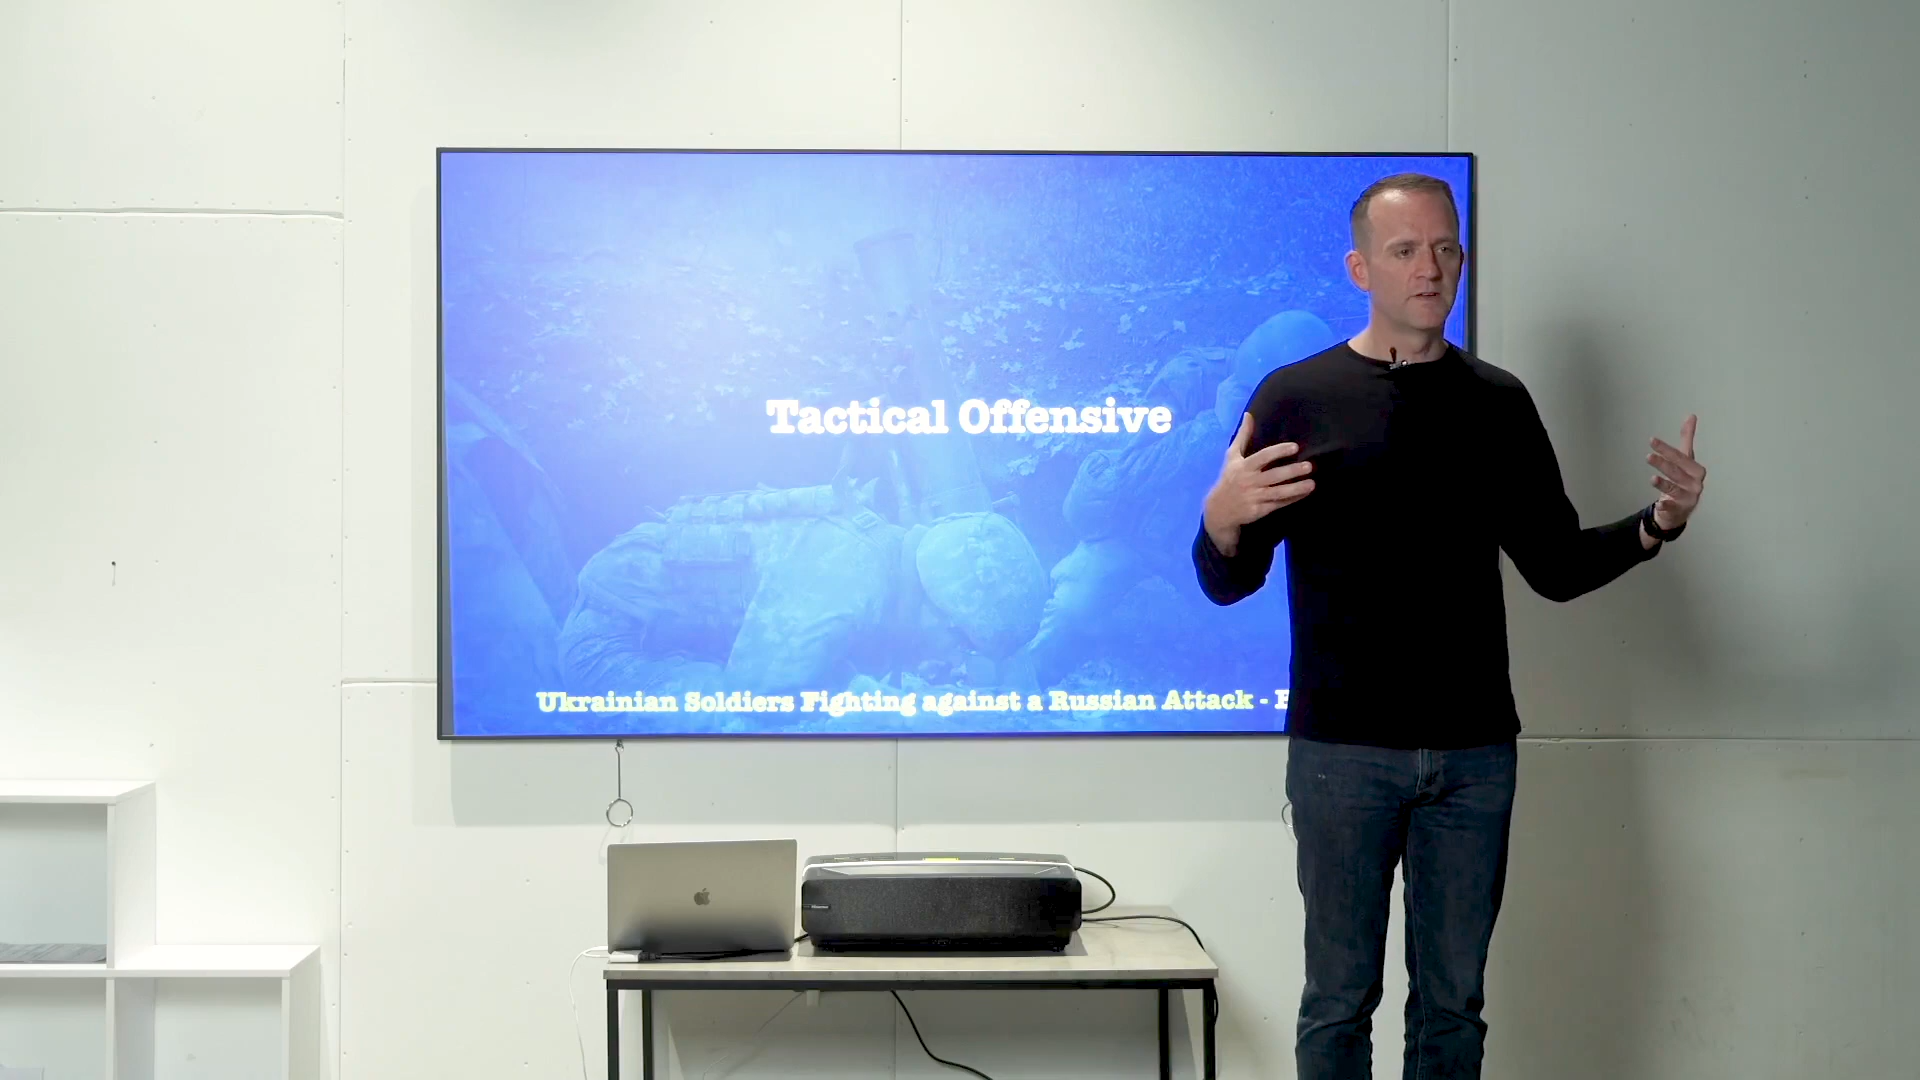 Tactical Offensive
Ukrainian Soldiers Fighting against a Russian Attack -